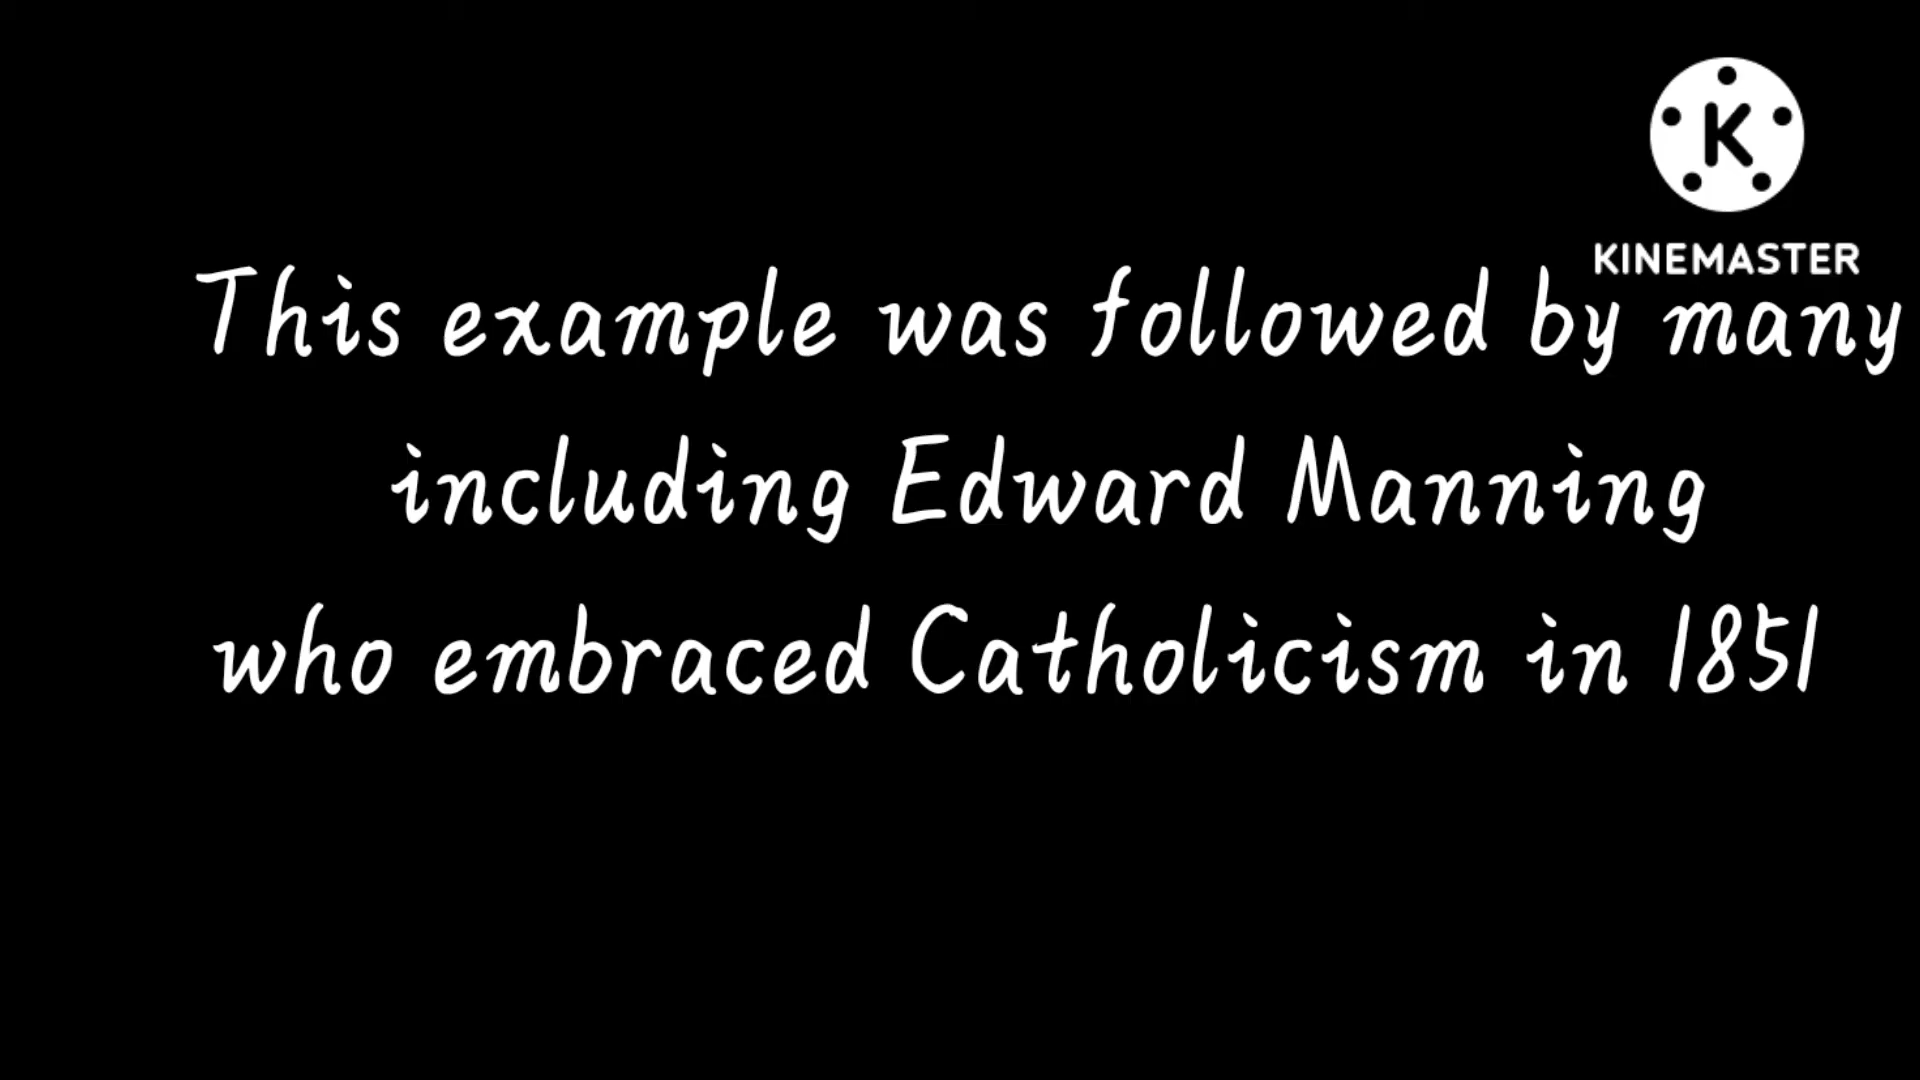 K
KINEMASTER
This example was followed by many
including Edward Manning
who embraced Catholicism in 1851